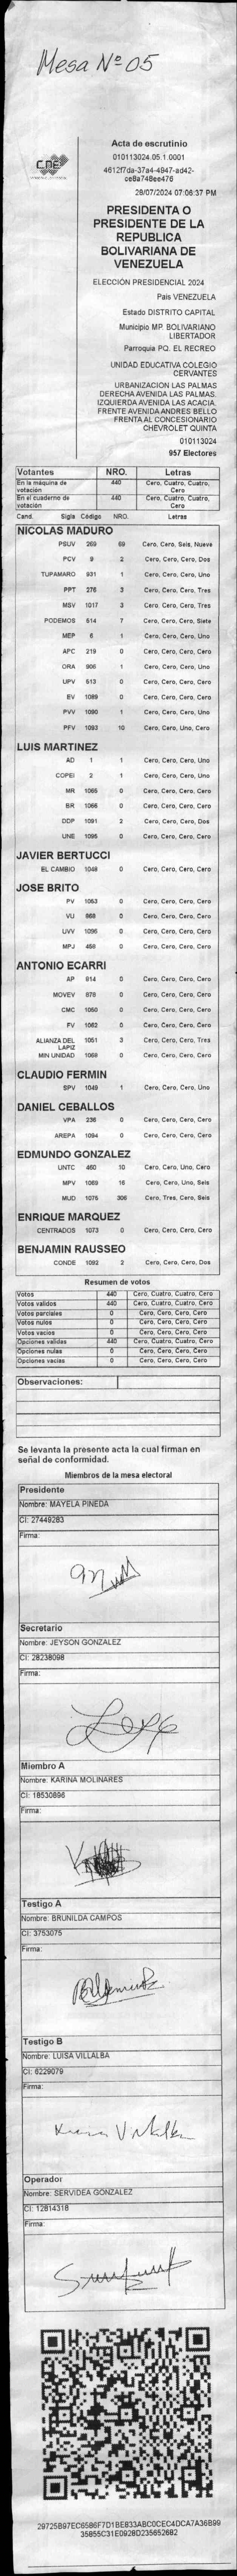 Mesa Nº 05
CNE
Acta de escrutinio
010113024.05.1.0001
4612f7da-37a4-4947-ad42-
ce8a748ee476
28/07/2024 07:06:37 PM
PRESIDENTA O
PRESIDENTE DE LA
REPUBLICA
BOLIVARIANA DE
VENEZUELA
ELECCIÓN PRESIDENCIAL 2024
Pais VENEZUELA
Estado DISTRITO CAPITAL
Municipio MP. BOLIVARIANO
LIBERTADOR
Parroquia PQ. EL RECREO
UNIDAD EDUCATIVA COLEGIO
CERVANTES
URBANIZACIÓN LAS PALMAS
DERECHA AVENIDA LAS PALMAS.
IZQUIERDA AVENIDA LAS ACACIA.
FRENTE AVENIDA ANDRES BELLO
FRENTA AL CONCESIONARIO
CHEVROLET QUINTA
010113024
957 Electores
Votantes NRO. Letras
En la máquina de votación 440 Cero, Cuatro, Cuatro, Cero
En el cuaderno de votación 440 Cero, Cuatro, Cuatro, Cero
Cand. Sigla Código NRO. Letras
NICOLAS MADURO
PSUV 269 69 Cero, Cero, Seis, Nueve
PCV 9 2 Cero, Cero, Cero, Dos
TUPAMARO 931 1 Cero, Cero, Cero, Uno
PPT 276 3 Cero, Cero, Cero, Tres
MSV 1017 3 Cero, Cero, Cero, Tres
PODEMOS 514 7 Cero, Cero, Cero, Siete
MEP 6 1 Cero, Cero, Cero, Uno
APC 219 0 Cero, Cero, Cero, Cero
ORA 906 1 Cero, Cero, Cero, Uno
UPV 513 0 Cero, Cero, Cero, Cero
EV 1089 0 Cero, Cero, Cero, Cero
PVV 1090 1 Cero, Cero, Cero, Uno
PFV 1093 10 Cero, Cero, Uno, Cero
LUIS MARTINEZ
AD 1 1 Cero, Cero, Cero, Uno
COPEI 2 1 Cero, Cero, Cero, Uno
MR 1065 0 Cero, Cero, Cero, Cero
BR 1066 0 Cero, Cero, Cero, Cero
DDP 1091 2 Cero, Cero, Cero, Dos
UNE 1095 0 Cero, Cero, Cero, Cero
JAVIER BERTUCCI
EL CAMBIO 1048 0 Cero, Cero, Cero, Cero
JOSE BRITO
PV 1053 0 Cero, Cero, Cero, Cero
VU 868 0 Cero, Cero, Cero, Cero
UVV 1096 0 Cero, Cero, Cero, Cero
MPJ 458 0 Cero, Cero, Cero, Cero
ANTONIO ECARRI
AP 914 0 Cero, Cero, Cero, Cero
MOVEV 878 0 Cero, Cero, Cero, Cero
CMC 1050 0 Cero, Cero, Cero, Cero
FV 1062 0 Cero, Cero, Cero, Cero
ALIANZA DEL LAPIZ 1051 3 Cero, Cero, Cero, Tres
MIN UNIDAD 1068 0 Cero, Cero, Cero, Cero
CLAUDIO FERMIN
SPV 1049 1 Cero, Cero, Cero, Uno
DANIEL CEBALLOS
VPA 236 0 Cero, Cero, Cero, Cero
AREPA 1094 0 Cero, Cero, Cero, Cero
EDMUNDO GONZALEZ
UNTC 460 10 Cero, Cero, Uno, Cero
MPV 1069 16 Cero, Cero, Uno, Seis
MUD 1075 306 Cero, Tres, Cero, Seis
ENRIQUE MARQUEZ
CENTRADOS 1073 0 Cero, Cero, Cero, Cero
BENJAMIN RAUSSEO
CONDE 1092 2 Cero, Cero, Cero, Dos
Resumen de votos
Votos 440 Cero, Cuatro, Cuatro, Cero
Votos validos 440 Cero, Cuatro, Cuatro, Cero
Votos parciales 0 Cero, Cero, Cero, Cero
Votos nulos 0 Cero, Cero, Cero, Cero
Votos vacios 0 Cero, Cero, Cero, Cero
Opciones validas 440 Cero, Cuatro, Cuatro, Cero
Opciones nulas 0 Cero, Cero, Cero, Cero
Opciones vacias 0 Cero, Cero, Cero, Cero
Observaciones:
Se levanta la presente acta la cual firman en
señal de conformidad.
Miembros de la mesa electoral
Presidente
Nombre: MAYELA PINEDA
CI: 27449283
Firma:
Secretario
Nombre: JEYSON GONZALEZ
CI: 28238098
Firma:
Miembro A
Nombre: KARINA MOLINARES
CI: 18530896
Firma:
Testigo A
Nombre: BRUNILDA CAMPOS
CI: 3753075
Firma:
Testigo B
Nombre: LUISA VILLALBA
CI: 6229079
Firma:
Operador
Nombre: SERVIDEA GONZALEZ
CI: 12814318
Firma:
29725B97EC6586F7D1BE833ABC0CEC4DCA7A36B99
35855C31E0928D235652682